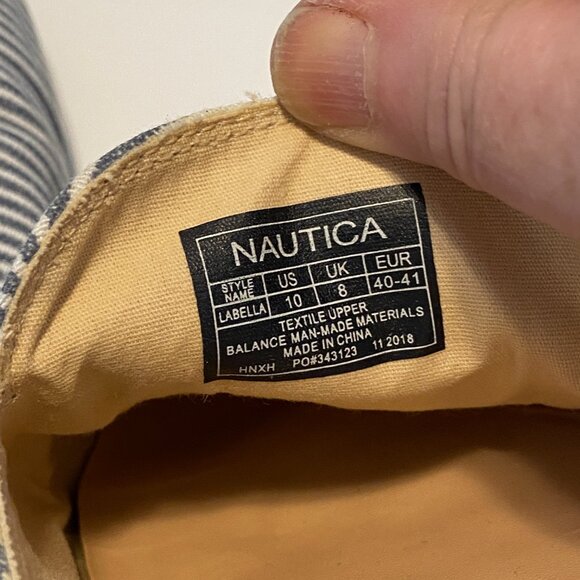 NAUTICA
STYLE NAME US UK EUR
LABELLA 10 8 40-41
TEXTILE UPPER
BALANCE MAN-MADE MATERIALS
MADE IN CHINA
HNXH PO#343123 11 2018